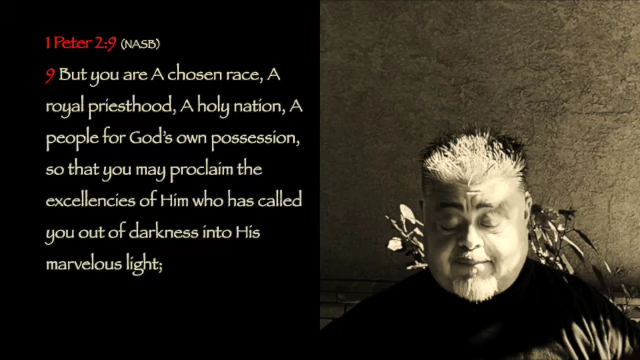 1 Peter 2:9 (NASB)
9 But you are A chosen race, A
royal priesthood, A holy nation, A
people for God's own possession,
so that you may proclaim the
excellencies of Him who has called
you out of darkness into His
marvelous light;